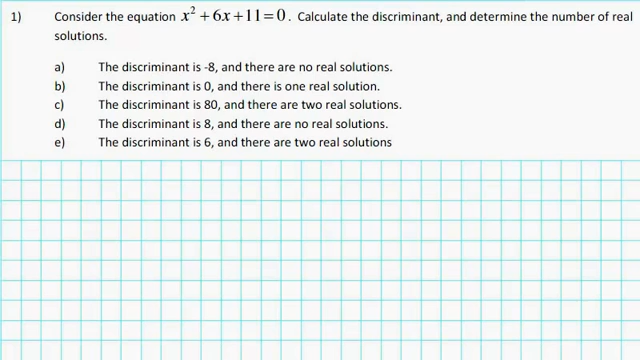 1) Consider the equation x² + 6x + 11 = 0. Calculate the discriminant, and determine the number of real
solutions.
a) The discriminant is -8, and there are no real solutions.
b) The discriminant is 0, and there is one real solution.
c) The discriminant is 80, and there are two real solutions.
d) The discriminant is 8, and there are no real solutions.
e) The discriminant is 6, and there are two real solutions